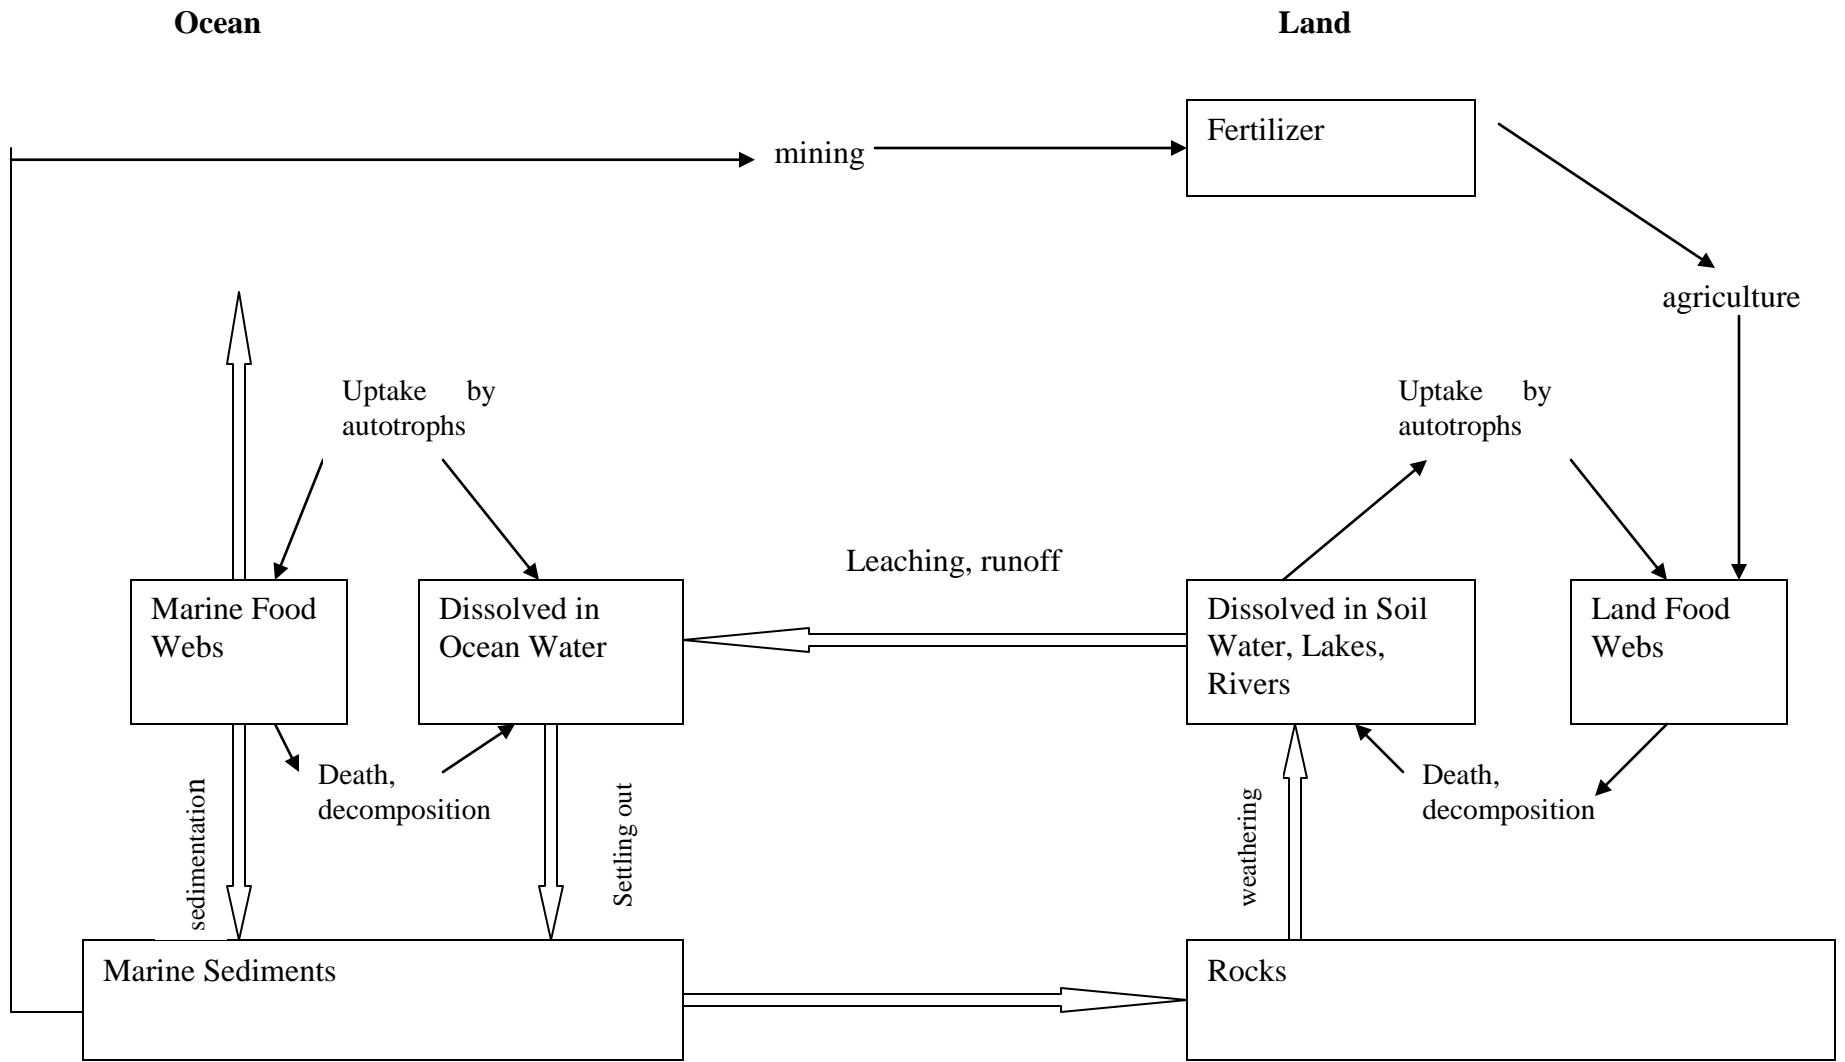 Ocean
Land
Fertilizer
mining
agriculture
Uptake by
autotrophs
Uptake by
autotrophs
Leaching, runoff
Marine Food
Webs
Dissolved in
Ocean Water
Dissolved in Soil
Water, Lakes,
Rivers
Land Food
Webs
sedimentation
Death,
decomposition
Settling out
weathering
Death,
decomposition
Marine Sediments
Rocks